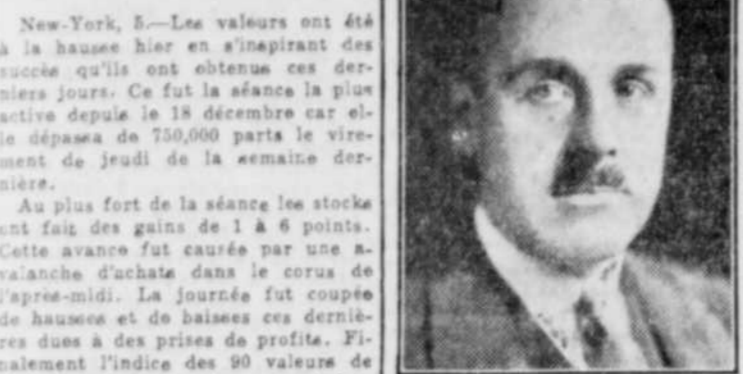 New-York, 5.—Les valeurs ont été
à la hausse hier en s'inspirant des
succès qu'ils ont obtenus ces der-
niers jours. Ce fut la séance la plus
active depuis le 18 décembre car el-
le dépassa de 750,000 parts le vire-
ment de jeudi de la semaine der-
nière.
Au plus fort de la séance les stocks
ont fait des gains de 1 à 6 points.
Cette avance fut causée par une a-
valanche d'achats dans le corus de
l'après-midi. La journée fut coupée
de hausses et de baisses ces derniè-
res dues à des prises de profits. Fi-
nalement l'indice des 90 valeurs de